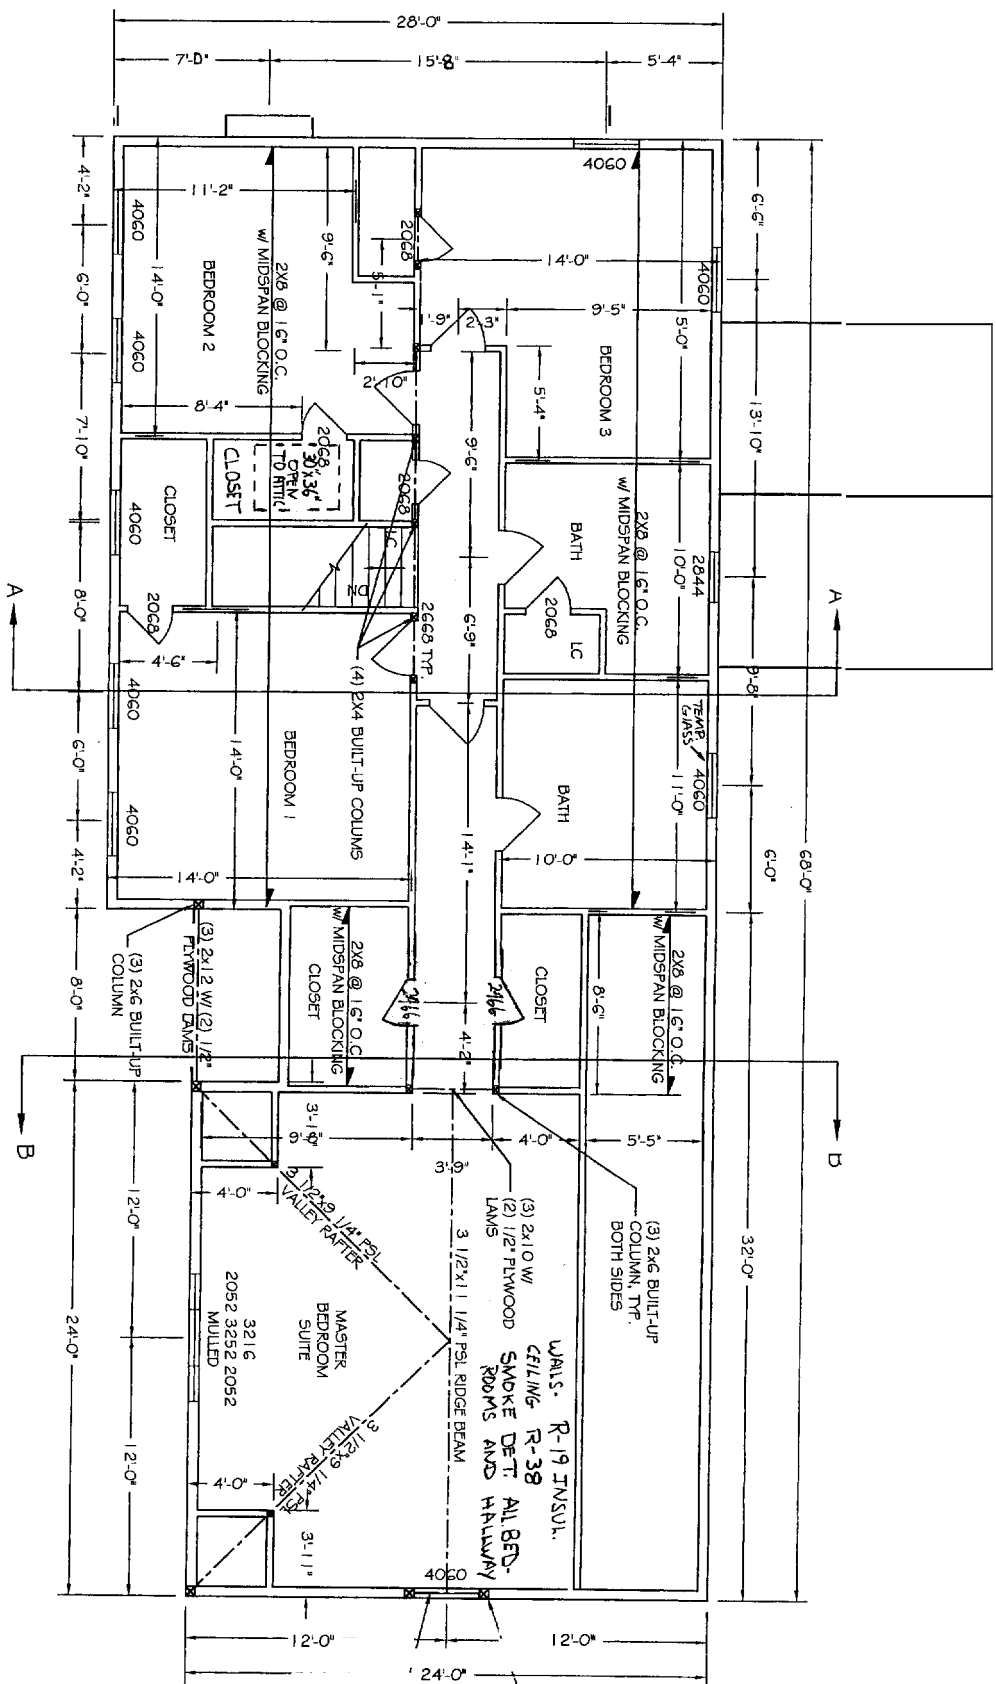 28'-0"
7'-0"
15'-8"
5'-4"
4'-2"
6'-0"
7'-10"
8'-0"
6'-0"
4'-2"
8'-0"
24'-0"
12'-0"
12'-0"
6'-6"
13'-10"
9'-8"
6'-0"
32'-0"
68'-0"
4060
4060
11'-2"
14'-0"
9'-6"
BEDROOM 2
2X8 @ 16" O.C.
W/ MIDSPAN BLOCKING
8'-4"
2068
5'-1"
2'-10"
4060
4060
14'-0"
1'-9"
2'-3"
9'-5"
5'-0"
BEDROOM 3
5'-4"
2068
30"x36"
OPEN
TO ATTIC
CLOSET
2068
CLOSET
4060
2068
4'-6"
DN
9'-6"
6'-9"
BATH
2X8 @ 16" O.C.
W/ MIDSPAN BLOCKING
2844
10'-0"
2068
LC
2668 TYP.
(4) 2X4 BUILT-UP COLUMS
A
A
4060
4060
BEDROOM 1
14'-0"
14'-0"
14'-1"
BATH
10'-0"
11'-0"
TEMP.
GLASS
4060
(3) 2x12 W/ (2) 1/2"
PLYWOOD LAMS
(3) 2x6 BUILT-UP
COLUMN
2X8 @ 16" O.C.
W/ MIDSPAN BLOCKING
CLOSET
2466
2466
4'-2"
CLOSET
8'-6"
2X8 @ 16" O.C.
W/ MIDSPAN BLOCKING
B
B
3'-11"
4'-0"
3'-9"
4'-0"
5'-5"
3 1/2"x9 1/4" PSL
VALLEY RAFTER
(3) 2x10 W/
(2) 1/2" PLYWOOD
LAMS
(3) 2x6 BUILT-UP
COLUMN, TYP.
BOTH SIDES
3 1/2"x11 1/4" PSL RIDGE BEAM
MASTER
BEDROOM
SUITE
3216
2052 3252 2052
MULLED
WALLS- R-19 INSUL.
CEILING R-38
SMOKE DET. ALL BED-
ROOMS AND HALLWAY
3 1/2"x9 1/4" PSL
VALLEY RAFTER
4'-0"
3'-11"
4060
12'-0"
12'-0"
24'-0"